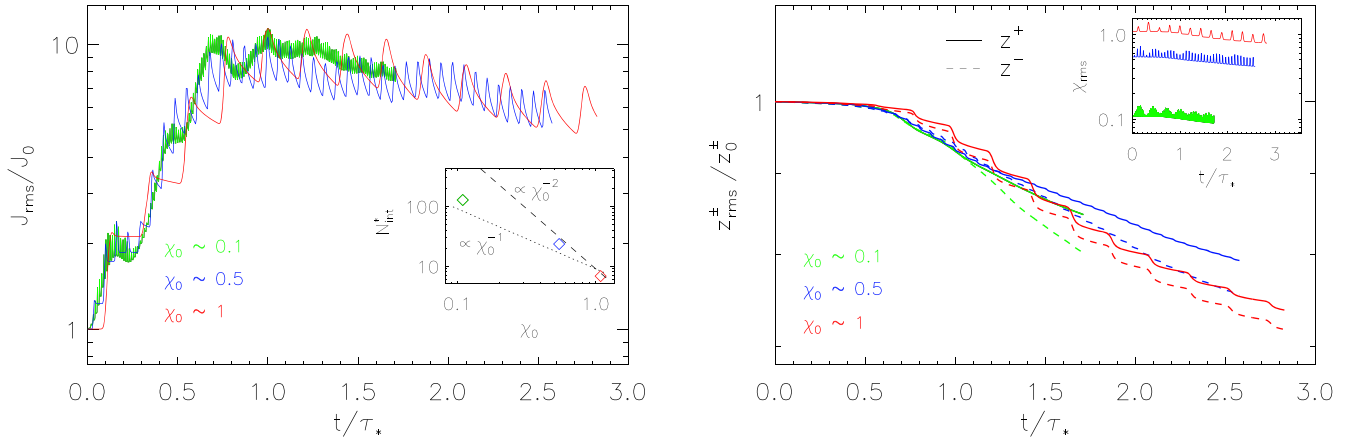 J_rms/J_0
10
1
χ_0 ~ 0.1
χ_0 ~ 0.5
χ_0 ~ 1
0.0 0.5 1.0 1.5 2.0 2.5 3.0
t/τ_*
N*_int
100
10
∝ χ_0^-2
∝ χ_0^-1
0.1 1.0
χ_0
z^±_rms/z^±_0
1
z^+
z^-
χ_0 ~ 0.1
χ_0 ~ 0.5
χ_0 ~ 1
0.0 0.5 1.0 1.5 2.0 2.5 3.0
t/τ_*
χ_rms
1.0
0.1
0 1 2 3
t/τ_*